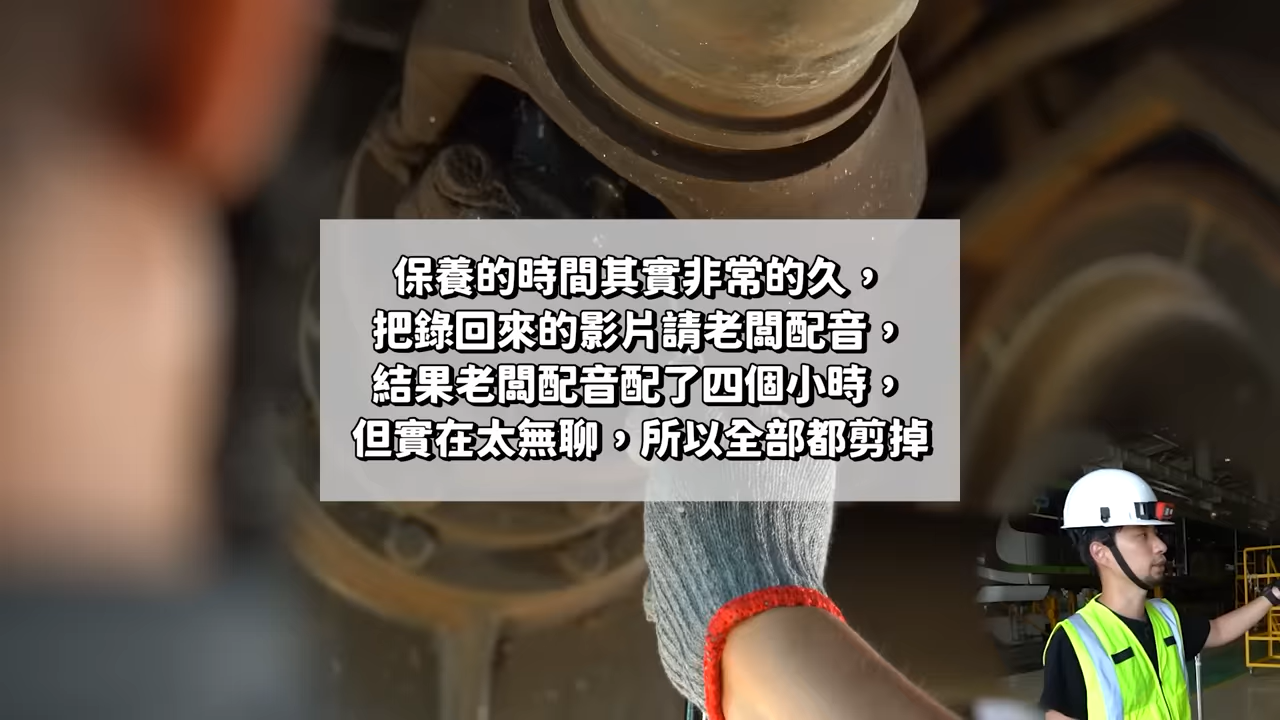 保養的時間其實非常的久，
把錄回來的影片請老闆配音，
結果老闆配音配了四個小時，
但實在太無聊，所以全部都剪掉